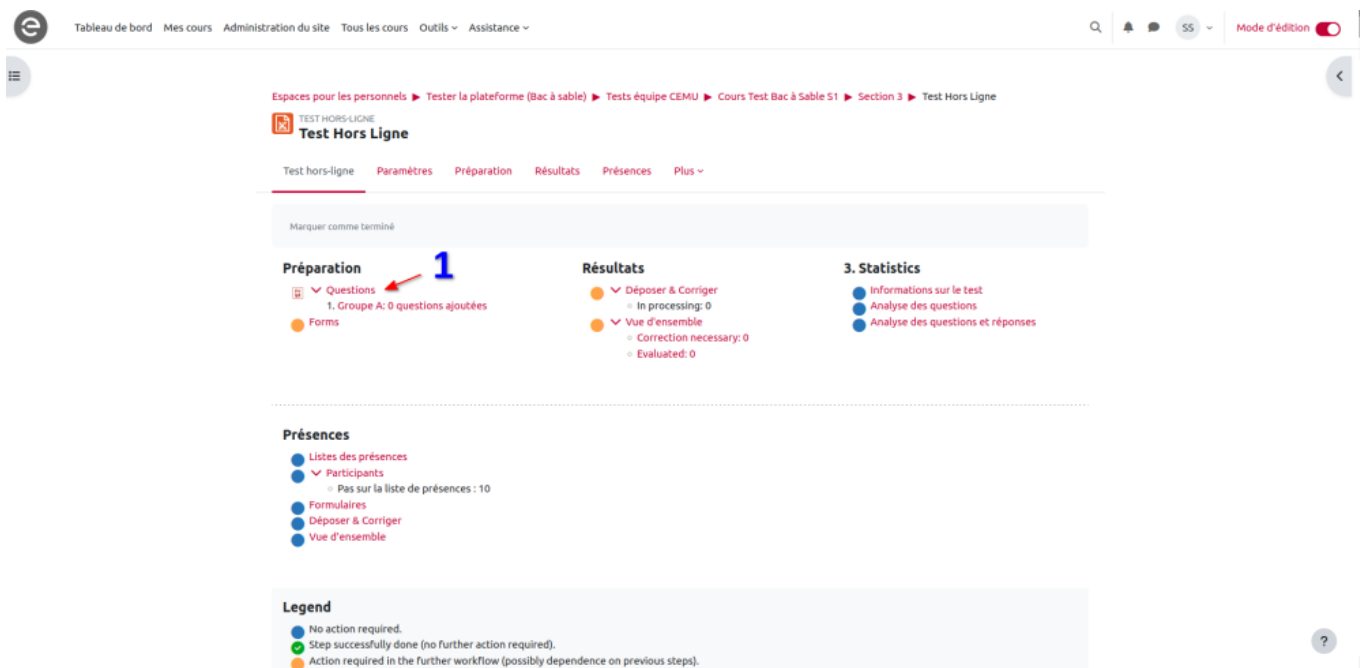 Tableau de bord Mes cours Administration du site Tous les cours Outils Assistance SS Mode d'édition
Espaces pour les personnels ► Tester la plateforme (Bac à sable) ► Tests équipe CEMU ► Cours Test Bac à Sable S1 ► Section 3 ► Test Hors Ligne
TEST HORS-LIGNE
Test Hors Ligne
Test hors-ligne Paramètres Préparation Résultats Présences Plus
Marquer comme terminé
Préparation
1
Questions
1. Groupe A: 0 questions ajoutées
Forms
Résultats
Déposer & Corriger
In processing: 0
Vue d'ensemble
Correction necessary: 0
Evaluated: 0
3. Statistics
Informations sur le test
Analyse des questions
Analyse des questions et réponses
Présences
Listes des présences
Participants
Pas sur la liste de présences : 10
Formulaires
Déposer & Corriger
Vue d'ensemble
Legend
No action required.
Step successfully done (no further action required).
Action required in the further workflow (possibly dependence on previous steps).
?